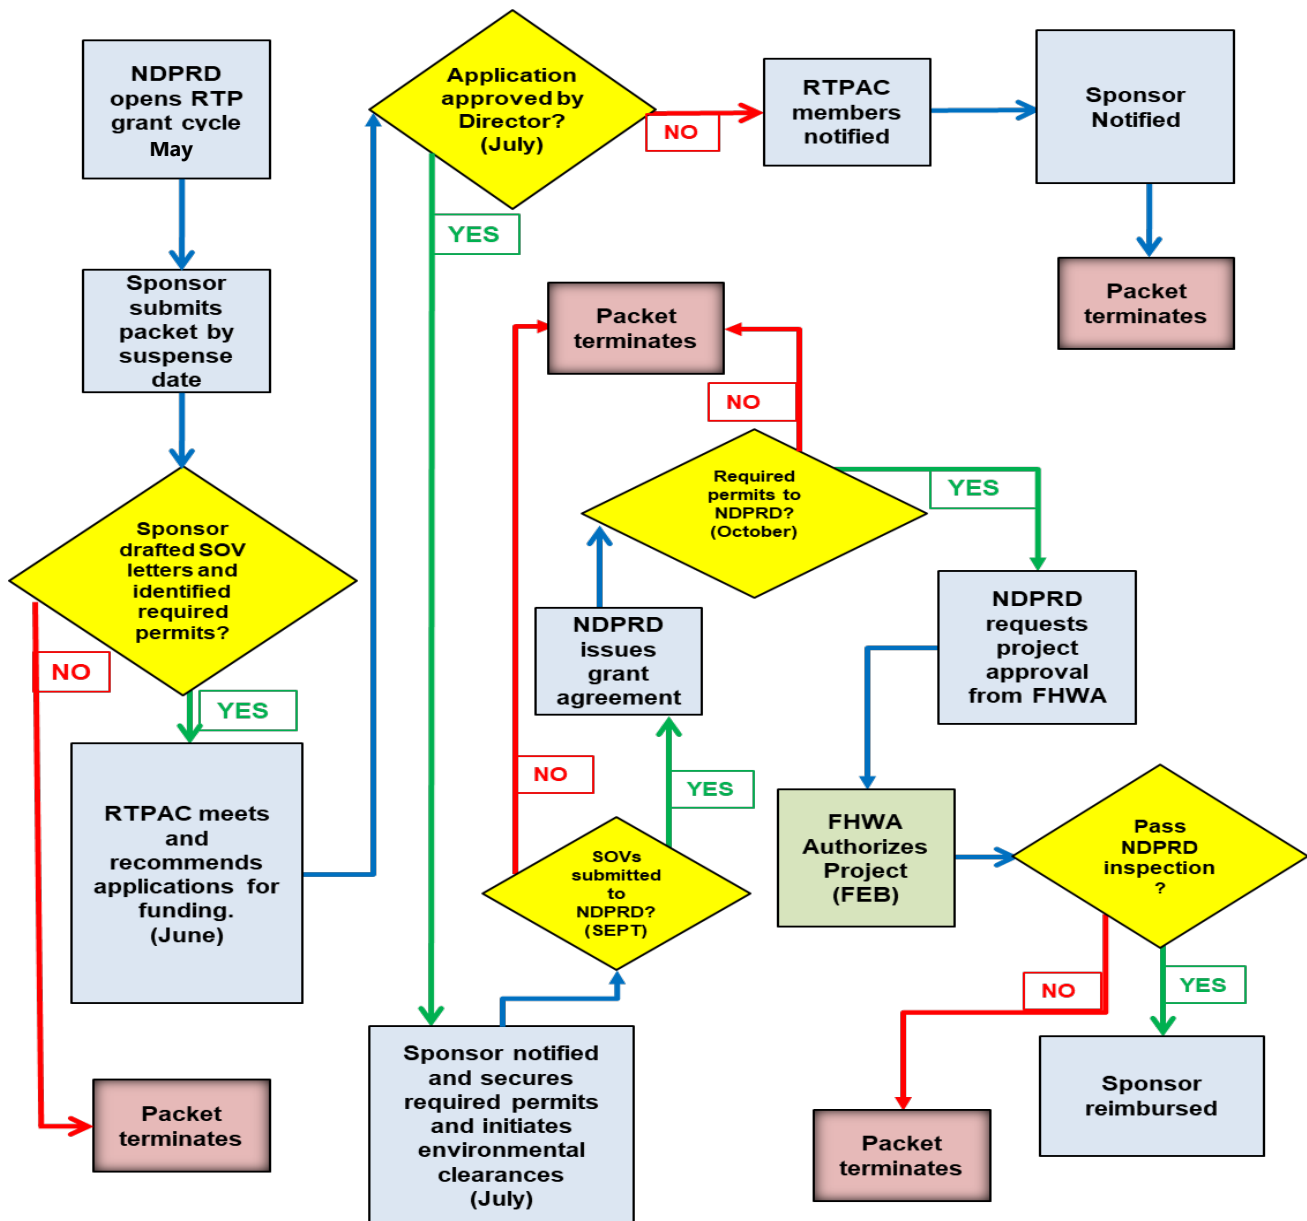 NDPRD
opens RTP
grant cycle
May
Sponsor
submits
packet by
suspense
date
Sponsor
drafted SOV
letters and
identified
required
permits?
NO
YES
RTPAC meets
and
recommends
applications for
funding.
(June)
Packet
terminates
Application
approved by
Director?
(July)
NO
YES
RTPAC
members
notified
Sponsor
Notified
Packet
terminates
Sponsor notified
and secures
required permits
and initiates
environmental
clearances
(July)
SOVs
submitted
to
NDPRD?
(SEPT)
NO
YES
Packet
terminates
NDPRD
issues
grant
agreement
Required
permits to
NDPRD?
(October)
NO
YES
NDPRD
requests
project
approval
from FHWA
FHWA
Authorizes
Project
(FEB)
Pass
NDPRD
inspection
?
NO
YES
Packet
terminates
Sponsor
reimbursed